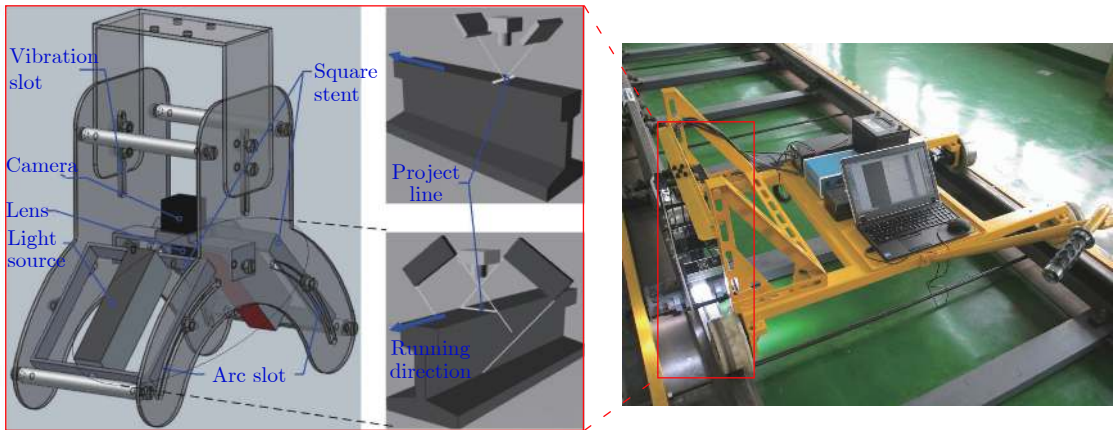 Vibration
slot
Square
stent
Camera
Lens
Light
source
Arc slot
Project
line
Running
direction